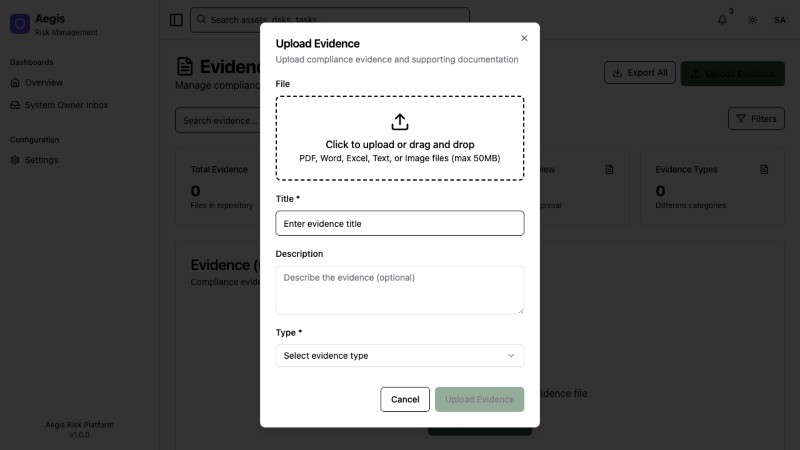 Aegis
Risk Management
Dashboards
Overview
System Owner Inbox
Configuration
Settings
Aegis Risk Platform
v1.0.0
Search assets, risks, tasks
3
SA
Manage complianc
Export All
Upload Evidence
Search evidence...
Filters
Total Evidence
0
Files in repository
Evidence Types
0
Different categories
Evidence (
Compliance evide
idence file
Upload Evidence
Upload compliance evidence and supporting documentation
File
Click to upload or drag and drop
PDF, Word, Excel, Text, or Image files (max 50MB)
Title *
Enter evidence title
Description
Describe the evidence (optional)
Type *
Select evidence type
Cancel
Upload Evidence